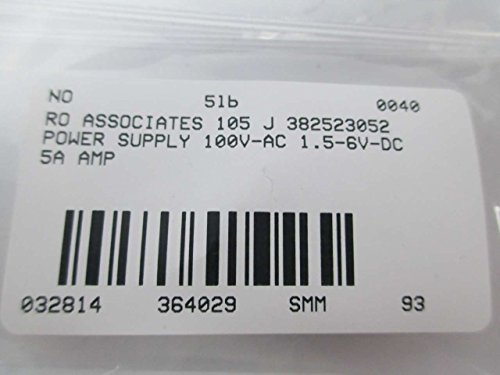 NO 5lb 0040
RO ASSOCIATES 105 J 382523052
POWER SUPPLY 100V-AC 1.5-6V-DC
5A AMP
032814 364029 SMM 93